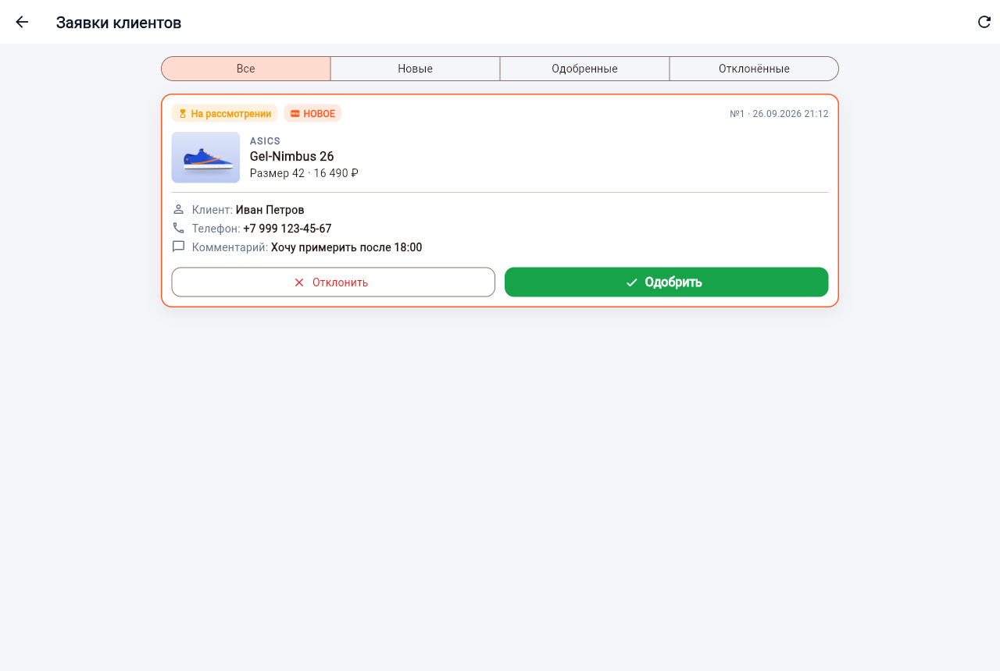 Заявки клиентов
Все
Новые
Одобренные
Отклонённые
На рассмотрении
НОВОЕ
№1 · 26.09.2026 21:12
ASICS
Gel-Nimbus 26
Размер 42 · 16 490 ₽
Клиент: Иван Петров
Телефон: +7 999 123-45-67
Комментарий: Хочу примерить после 18:00
Отклонить
Одобрить